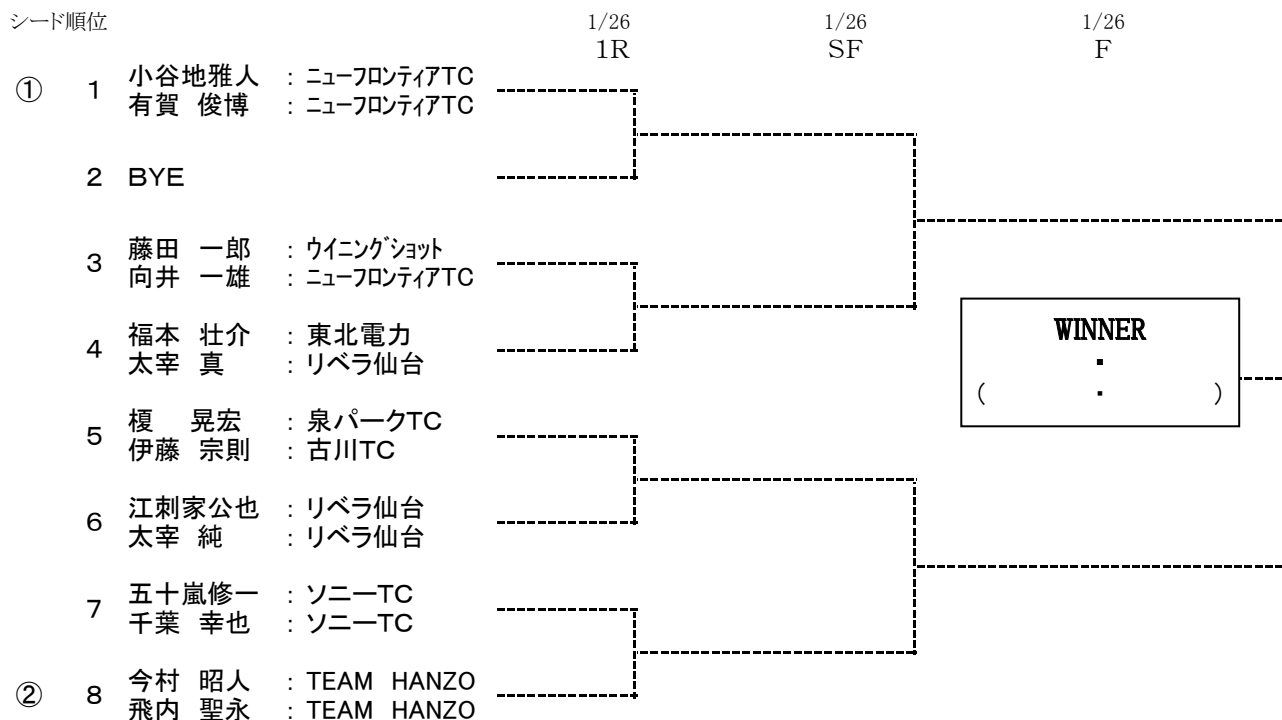 シード順位 1/26 1/26 1/26
1R SF F
① 1 小谷地雅人 : ニューフロンティアTC
有賀 俊博 : ニューフロンティアTC
2 BYE
3 藤田 一郎 : ウイニングショット
向井 一雄 : ニューフロンティアTC
4 福本 壮介 : 東北電力
太宰 真 : リベラ仙台
WINNER
・
( ・ )
5 榎 晃宏 : 泉パークTC
伊藤 宗則 : 古川TC
6 江刺家公也 : リベラ仙台
太宰 純 : リベラ仙台
7 五十嵐修一 : ソニーTC
千葉 幸也 : ソニーTC
② 8 今村 昭人 : TEAM HANZO
飛内 聖永 : TEAM HANZO